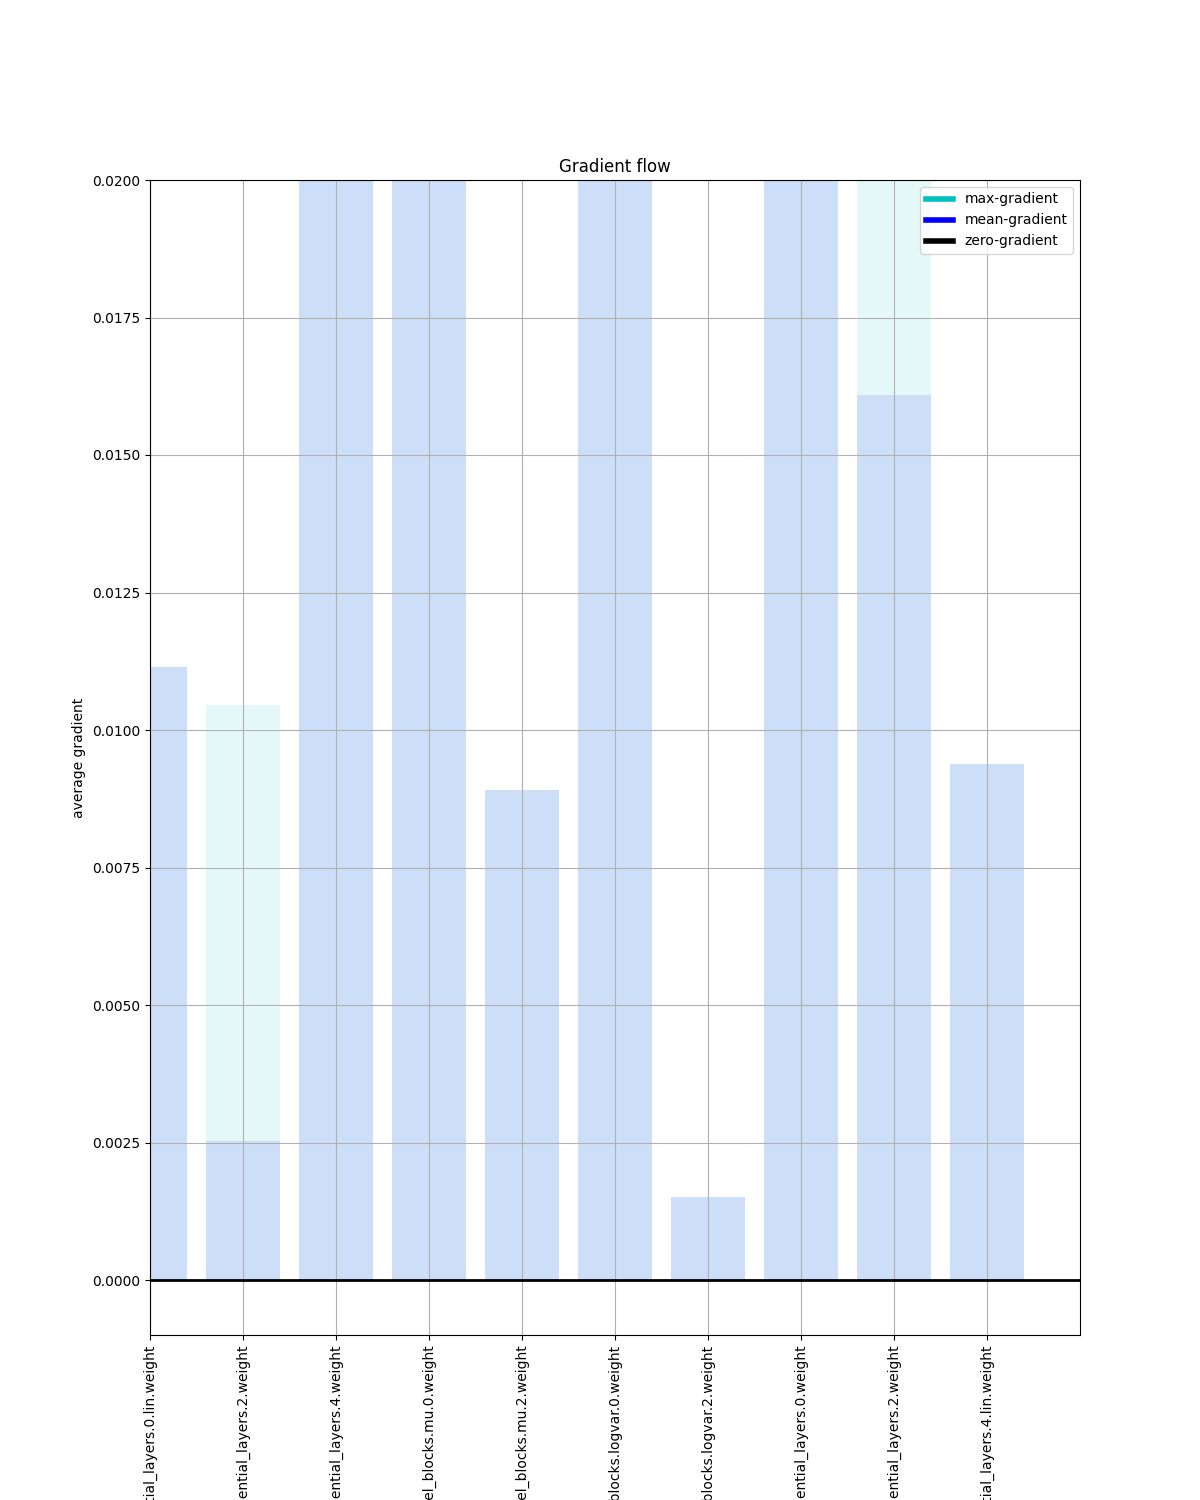 Gradient flow
max-gradient
mean-gradient
zero-gradient
0.0200
0.0175
0.0150
0.0125
0.0100
0.0075
0.0050
0.0025
0.0000
average gradient
tial_layers.0.lin.weight
ential_layers.2.weight
ential_layers.4.weight
el_blocks.mu.0.weight
el_blocks.mu.2.weight
blocks.logvar.0.weight
blocks.logvar.2.weight
ential_layers.0.weight
ential_layers.2.weight
tial_layers.4.lin.weight